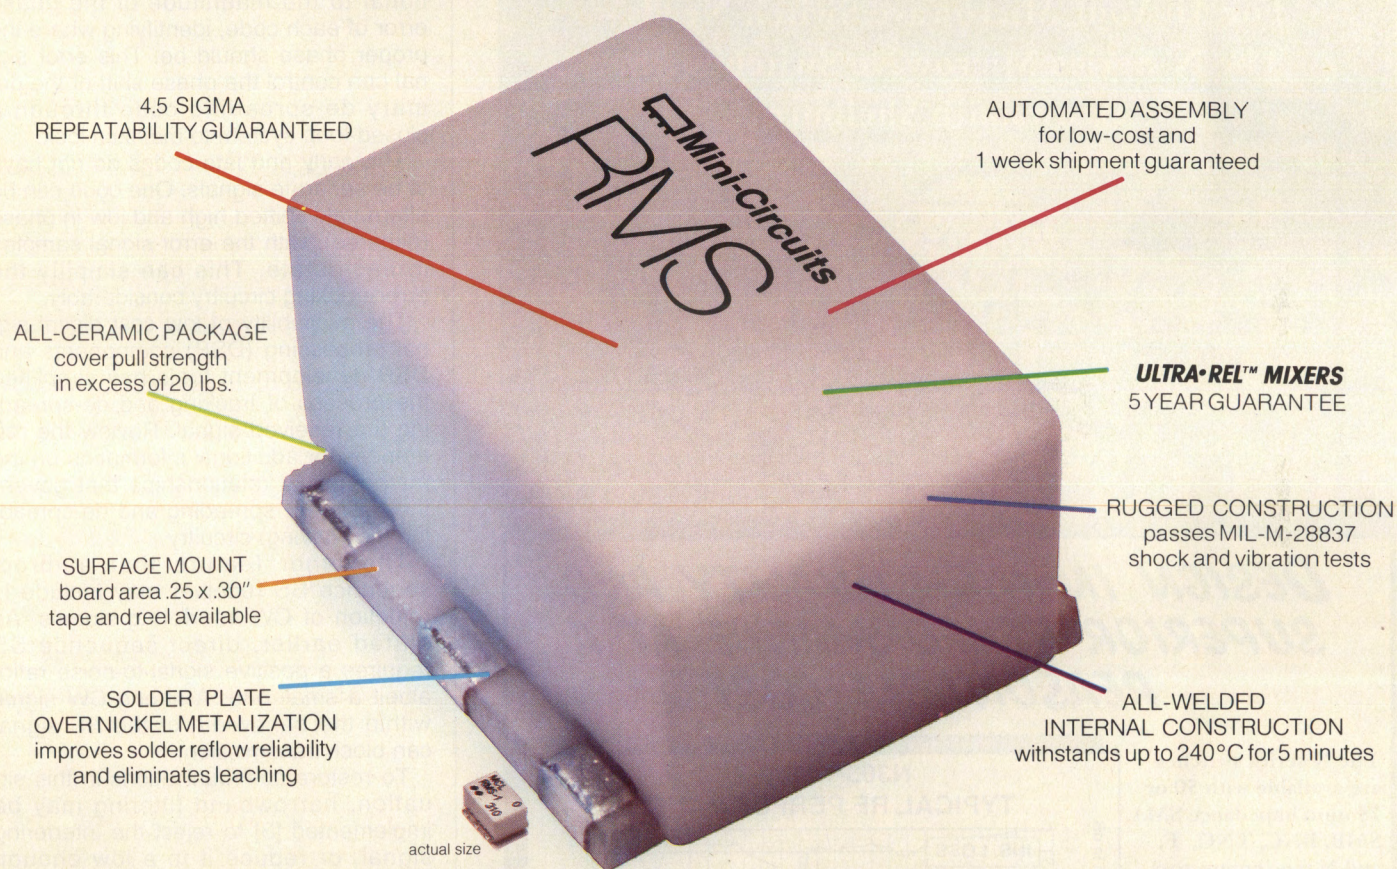 4.5 SIGMA
REPEATABILITY GUARANTEED
AUTOMATED ASSEMBLY
for low-cost and
1 week shipment guaranteed
Mini-Circuits
RMS
ALL-CERAMIC PACKAGE
cover pull strength
in excess of 20 lbs.
ULTRA•REL™ MIXERS
5 YEAR GUARANTEE
RUGGED CONSTRUCTION
passes MIL-M-28837
shock and vibration tests
SURFACE MOUNT
board area .25 x .30"
tape and reel available
SOLDER PLATE
OVER NICKEL METALIZATION
improves solder reflow reliability
and eliminates leaching
ALL-WELDED
INTERNAL CONSTRUCTION
withstands up to 240°C for 5 minutes
MCL
310
actual size